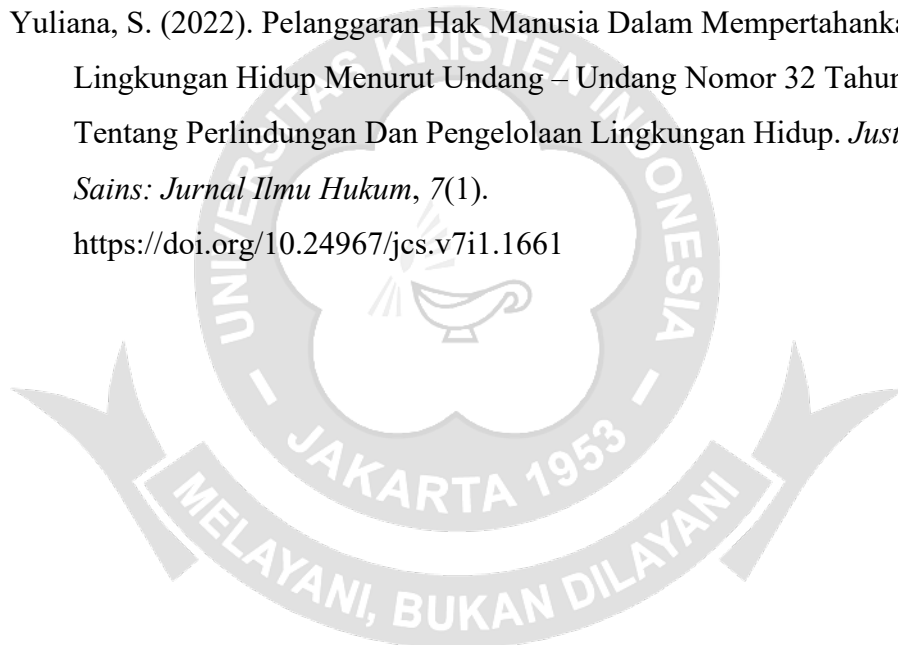 Yuliana, S. (2022). Pelanggaran Hak Manusia Dalam Mempertahanka
Lingkungan Hidup Menurut Undang – Undang Nomor 32 Tahun
Tentang Perlindungan Dan Pengelolaan Lingkungan Hidup. Just
Sains: Jurnal Ilmu Hukum, 7(1).
https://doi.org/10.24967/jcs.v7i1.1661
UNIVERSITAS KRISTEN INDONESIA
JAKARTA 1953
MELAYANI, BUKAN DILAYANI